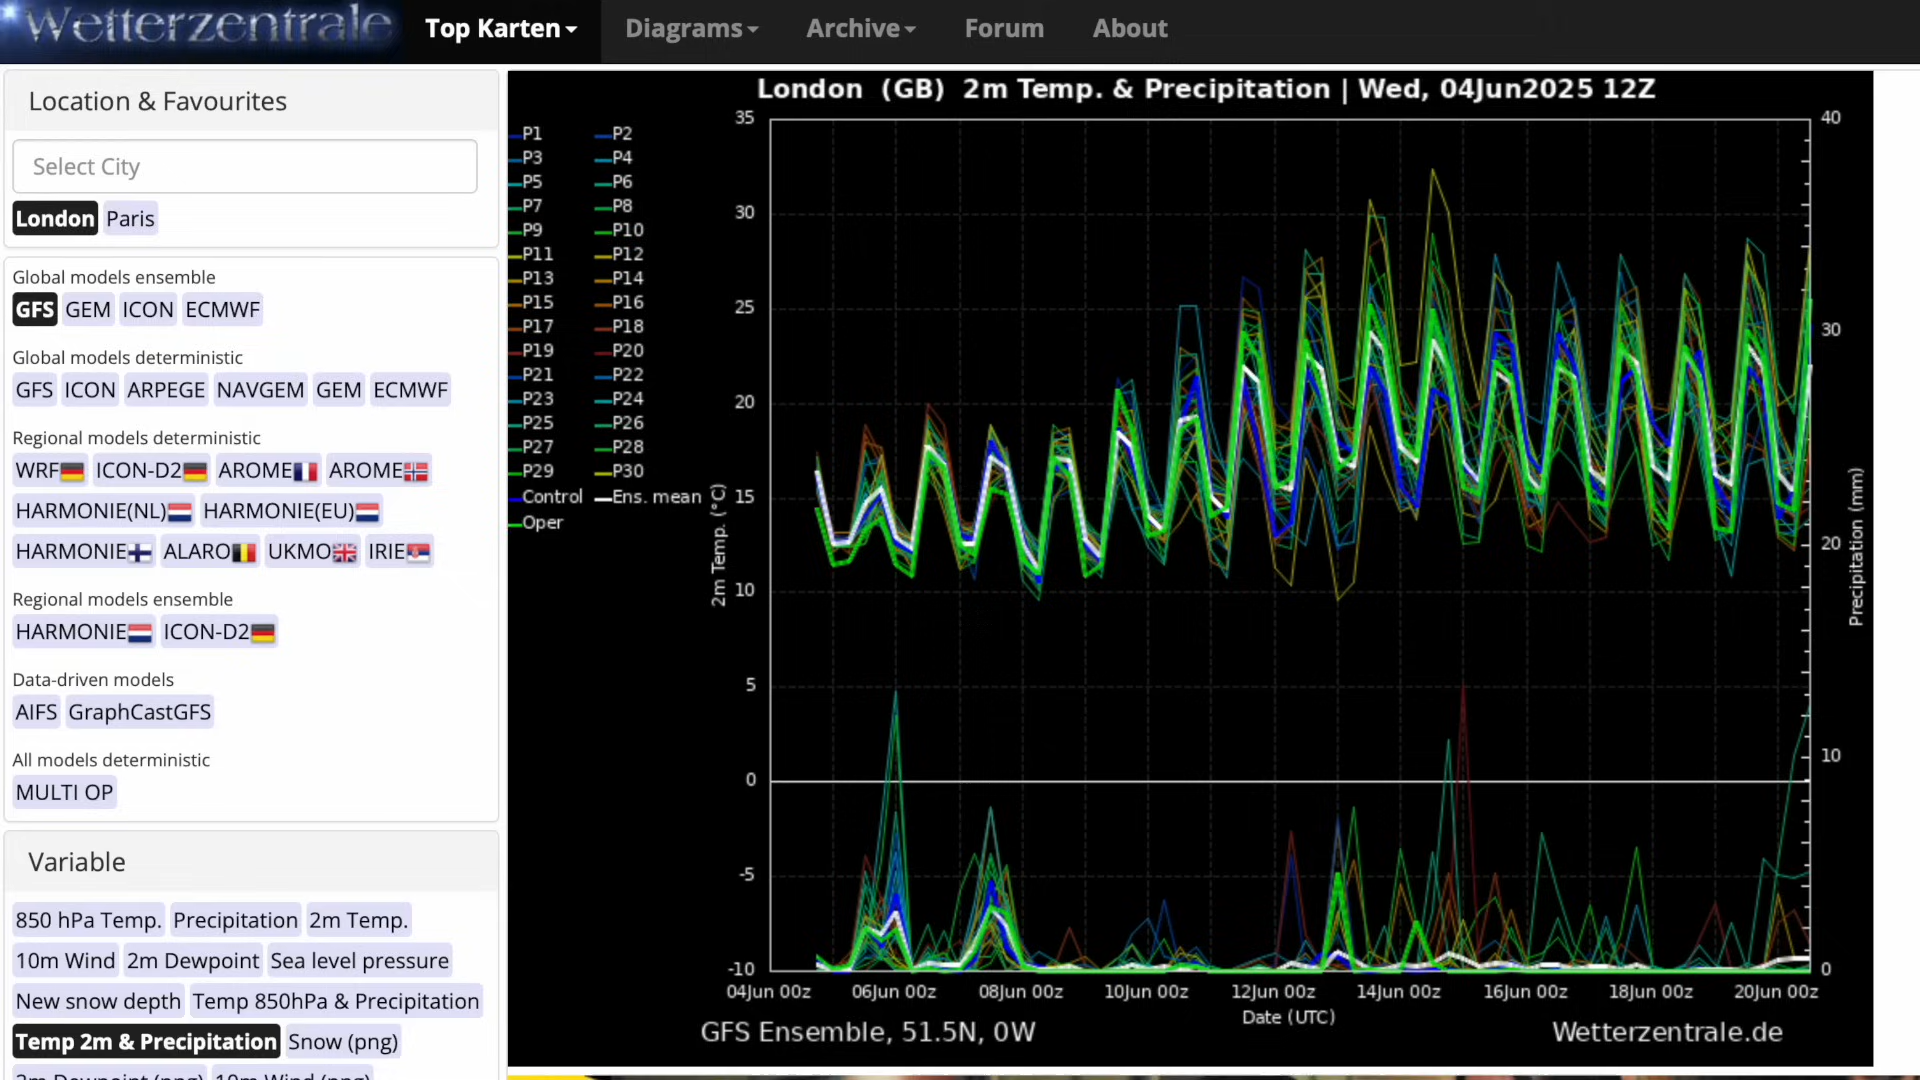 Wetterzentrale
Top Karten
Diagrams
Archive
Forum
About
Location & Favourites
Select City
London Paris
Global models ensemble
GFS GEM ICON ECMWF
Global models deterministic
GFS ICON ARPEGE NAVGEM GEM ECMWF
Regional models deterministic
WRF ICON-D2 AROME AROME
HARMONIE(NL) HARMONIE(EU)
HARMONIE ALARO UKMO IRIE
Regional models ensemble
HARMONIE ICON-D2
Data-driven models
AIFS GraphCastGFS
All models deterministic
MULTI OP
Variable
850 hPa Temp. Precipitation 2m Temp.
10m Wind 2m Dewpoint Sea level pressure
New snow depth Temp 850hPa & Precipitation
Temp 2m & Precipitation Snow (png)
2m Dewpoint (png) 10m Wind (png)
London (GB) 2m Temp. & Precipitation | Wed, 04Jun2025 12Z
P1 P2
P3 P4
P5 P6
P7 P8
P9 P10
P11 P12
P13 P14
P15 P16
P17 P18
P19 P20
P21 P22
P23 P24
P25 P26
P27 P28
P29 P30
Control Ens. mean
Oper
2m Temp. (°C)
35
30
25
20
15
10
5
0
-5
-10
40
30
20
10
0
Precipitation (mm)
04Jun 00z 06Jun 00z 08Jun 00z 10Jun 00z 12Jun 00z 14Jun 00z 16Jun 00z 18Jun 00z 20Jun 00z
Date (UTC)
GFS Ensemble, 51.5N, 0W
Wetterzentrale.de